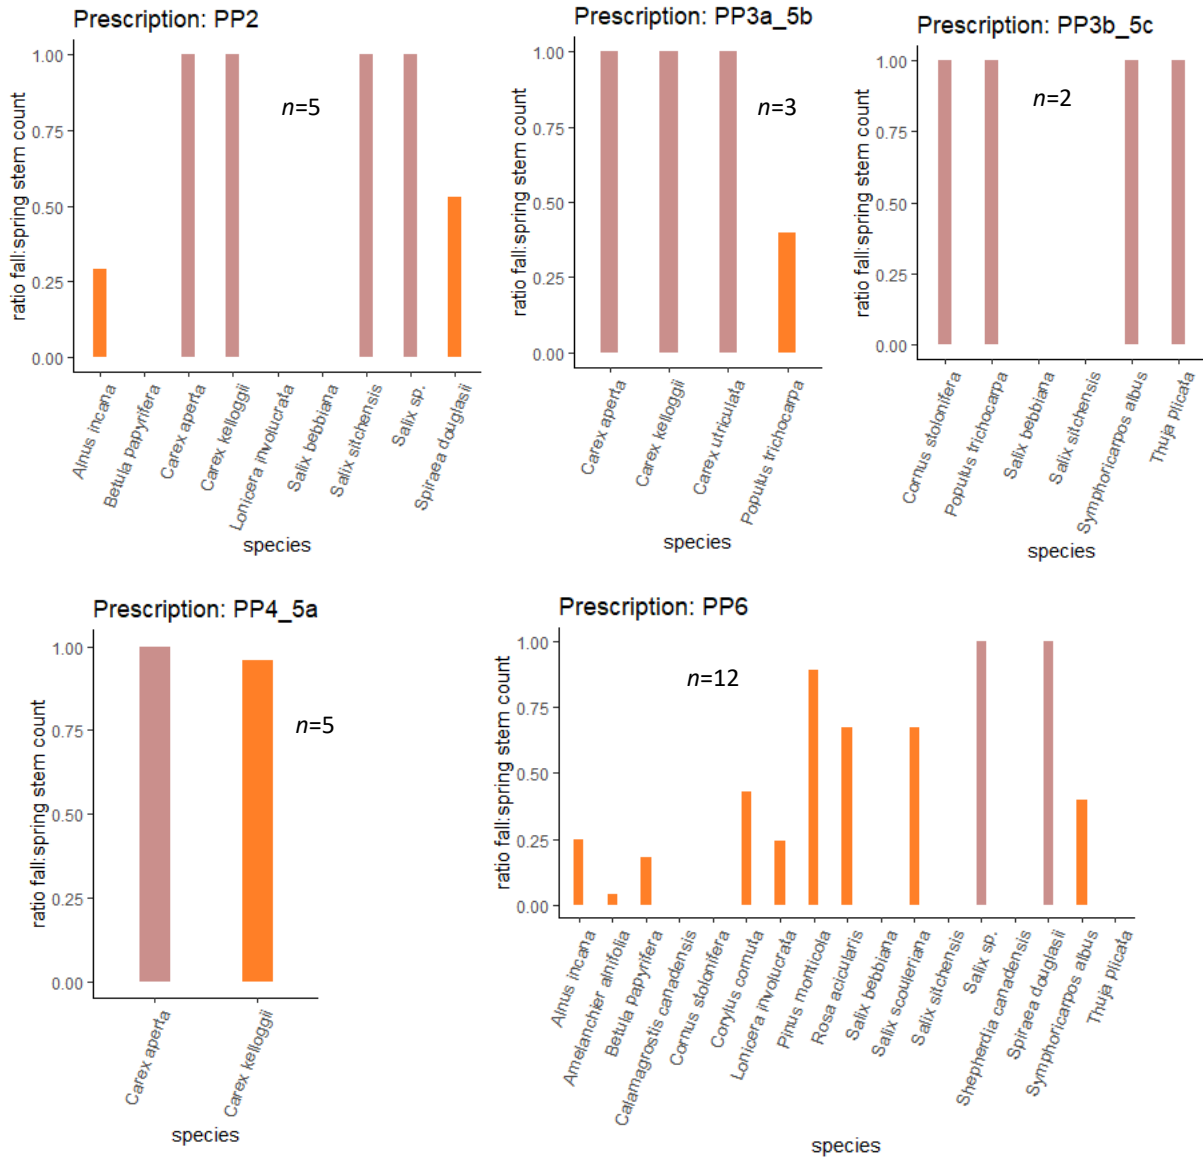 Prescription: PP2
ratio fall:spring stem count
1.00
0.75
0.50
0.25
0.00
n=5
Alnus incana
Betula papyrifera
Carex aperta
Carex kelloggii
Lonicera involucrata
Salix bebbiana
Salix sitchensis
Salix sp.
Spiraea douglasii
species
Prescription: PP3a_5b
ratio fall:spring stem count
1.00
0.75
0.50
0.25
0.00
n=3
Carex aperta
Carex kelloggii
Carex utriculata
Populus trichocarpa
species
Prescription: PP3b_5c
ratio fall:spring stem count
1.00
0.75
0.50
0.25
0.00
n=2
Cornus stolonifera
Populus trichocarpa
Salix bebbiana
Salix sitchensis
Symphoricarpos albus
Thuja plicata
species
Prescription: PP4_5a
ratio fall:spring stem count
1.00
0.75
0.50
0.25
0.00
n=5
Carex aperta
Carex kelloggii
species
Prescription: PP6
ratio fall:spring stem count
1.00
0.75
0.50
0.25
0.00
n=12
Alnus incana
Amelanchier alnifolia
Betula papyrifera
Calamagrostis canadensis
Cornus stolonifera
Corylus cornuta
Lonicera involucrata
Pinus monticola
Rosa acicularis
Salix bebbiana
Salix scouleriana
Salix sitchensis
Salix sp.
Shepherdia canadensis
Spiraea douglasii
Symphoricarpos albus
Thuja plicata
species